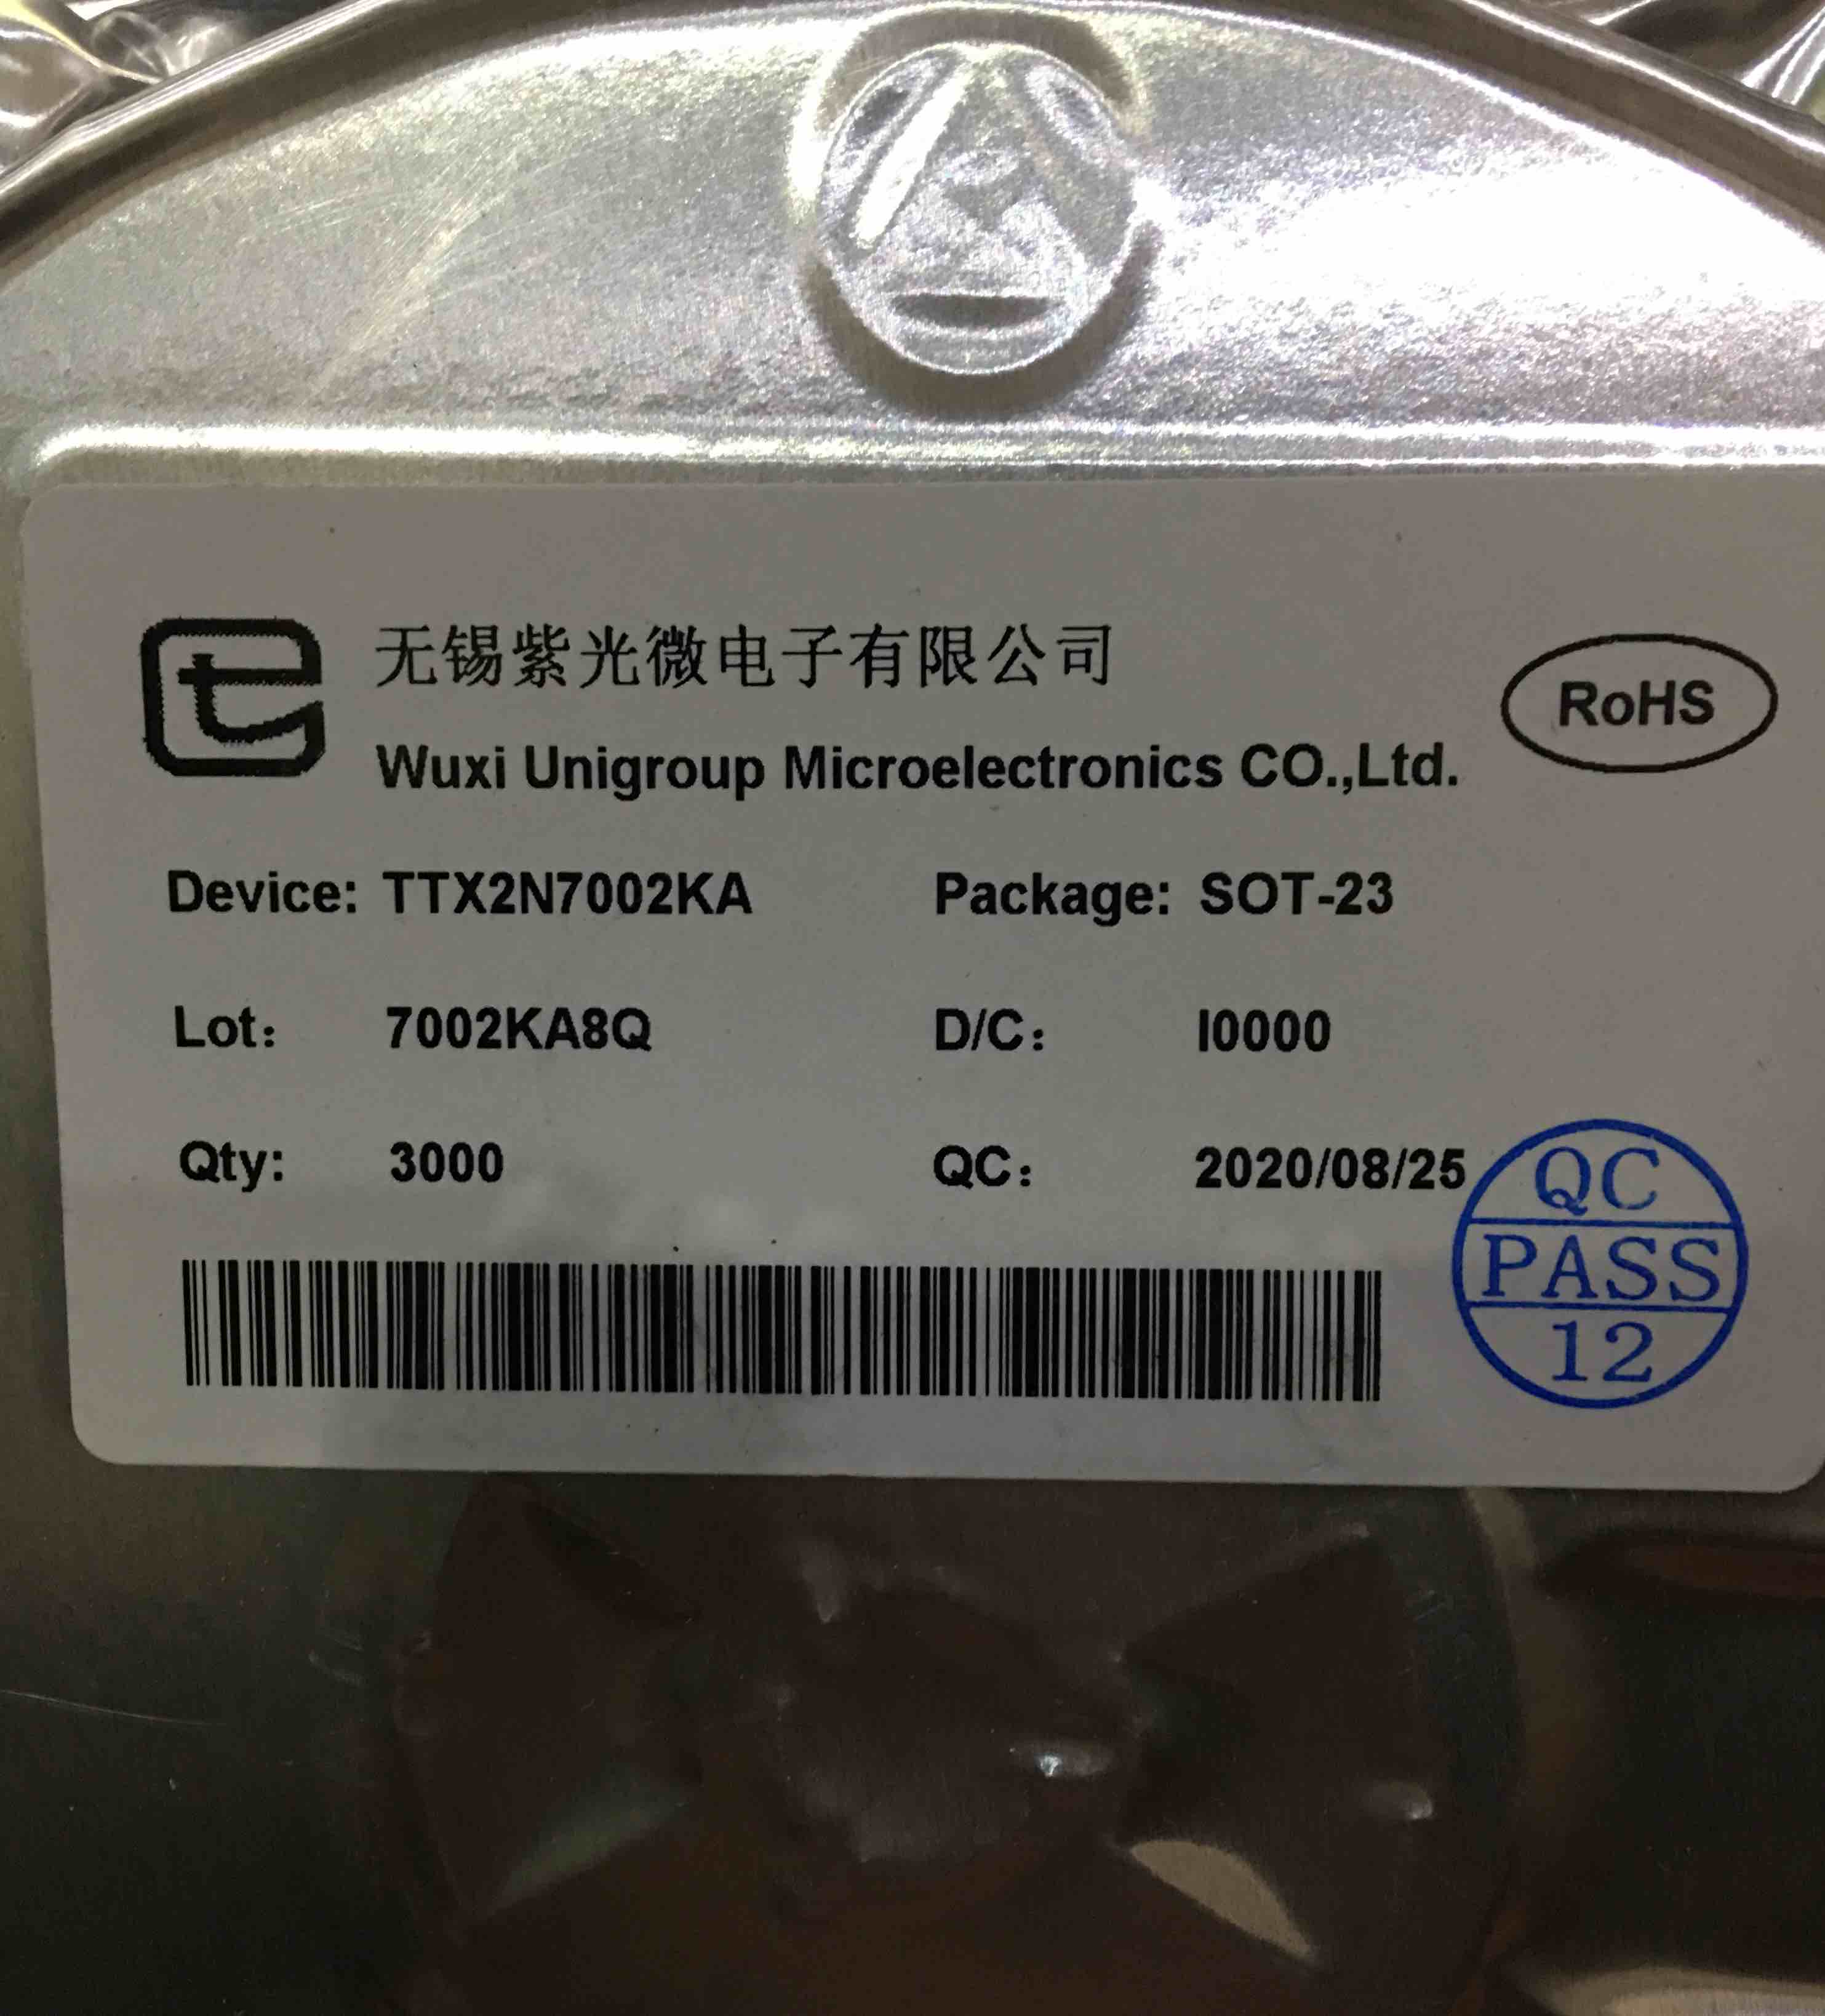 无锡紫光微电子有限公司
Wuxi Unigroup Microelectronics CO.,Ltd.
RoHS
Device: TTX2N7002KA Package: SOT-23
Lot: 7002KA8Q D/C: I0000
Qty: 3000 QC: 2020/08/25
QC
PASS
12